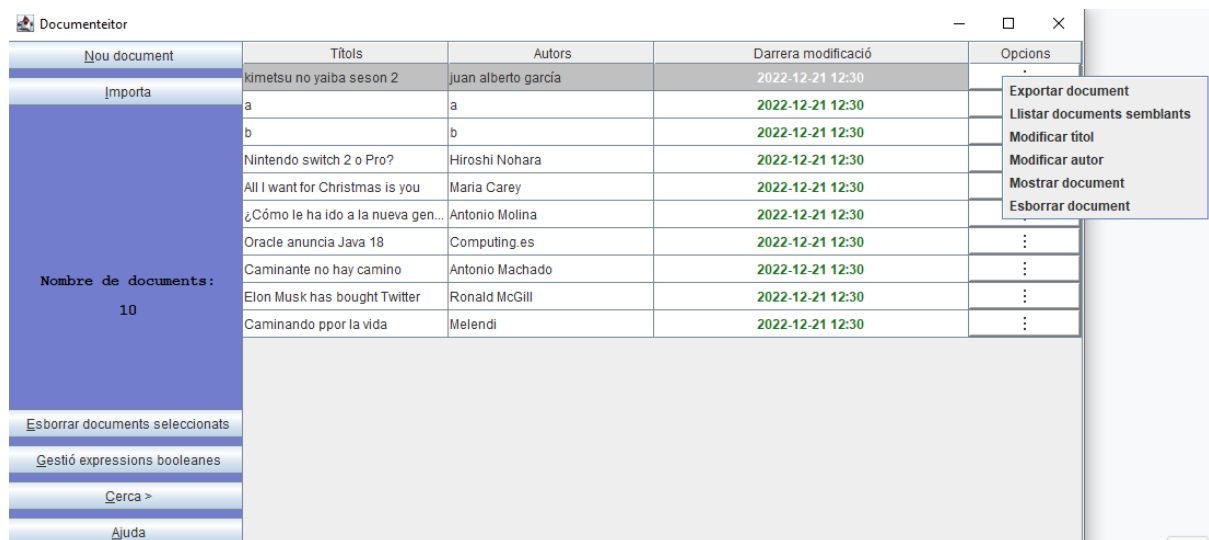 Documenteitor
Nou document
Importa
Nombre de documents:
10
Esborrar documents seleccionats
Gestió expressions booleanes
Cerca >
Ajuda
Títols Autors Darrera modificació Opcions
kimetsu no yaiba seson 2 juan alberto garcía 2022-12-21 12:30
a a 2022-12-21 12:30
b b 2022-12-21 12:30
Nintendo switch 2 o Pro? Hiroshi Nohara 2022-12-21 12:30
All I want for Christmas is you Maria Carey 2022-12-21 12:30
¿Cómo le ha ido a la nueva gen... Antonio Molina 2022-12-21 12:30
Oracle anuncia Java 18 Computing.es 2022-12-21 12:30 ⋮
Caminante no hay camino Antonio Machado 2022-12-21 12:30 ⋮
Elon Musk has bought Twitter Ronald McGill 2022-12-21 12:30 ⋮
Caminando ppor la vida Melendi 2022-12-21 12:30 ⋮
Exportar document
Llistar documents semblants
Modificar títol
Modificar autor
Mostrar document
Esborrar document